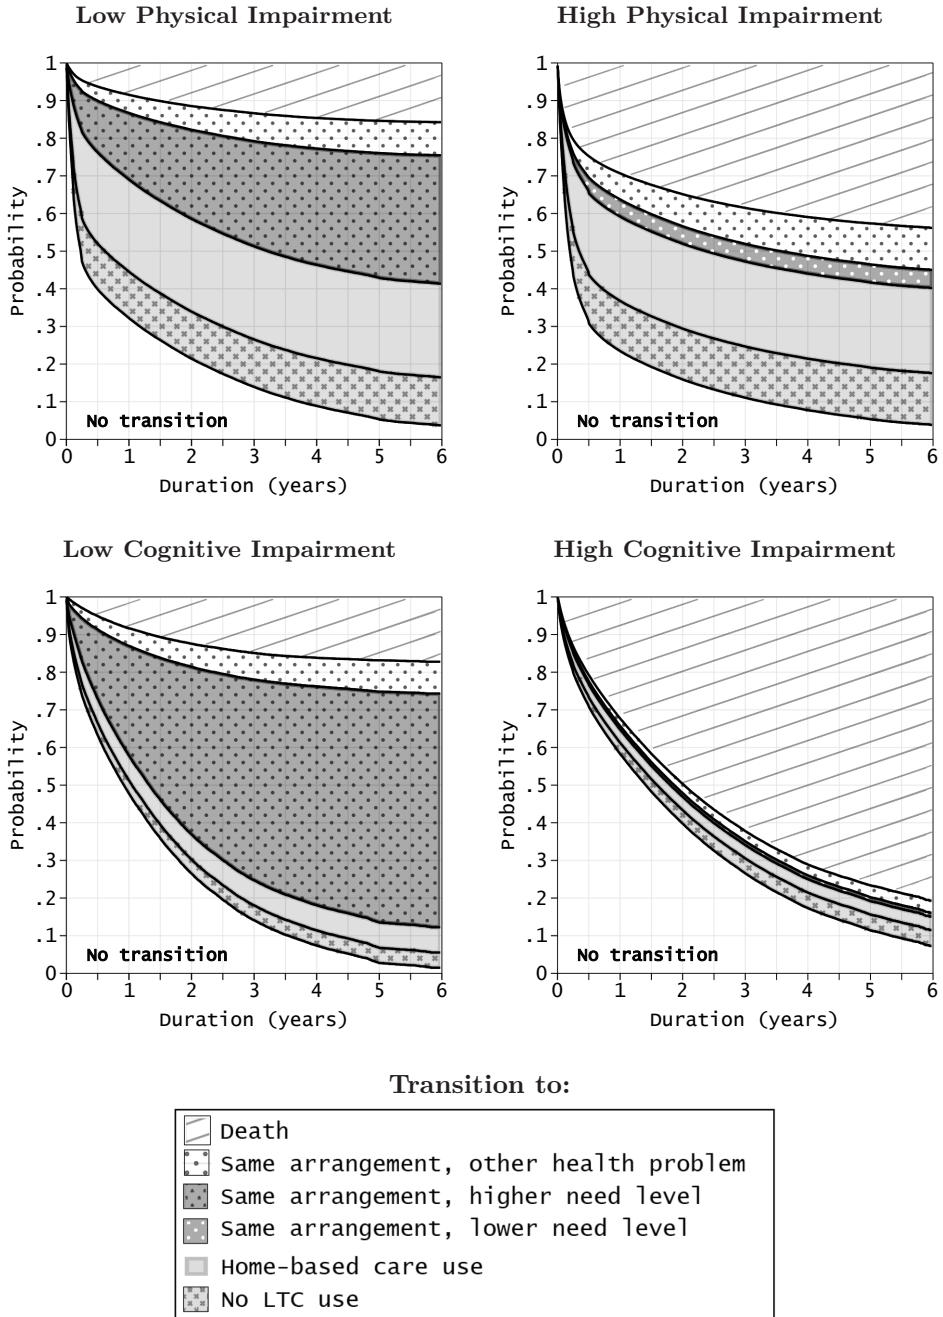 Low Physical Impairment
High Physical Impairment
1
.9
.8
.7
.6
.5
.4
.3
.2
.1
0
Probability
No transition
0 1 2 3 4 5 6
Duration (years)
1
.9
.8
.7
.6
.5
.4
.3
.2
.1
0
Probability
No transition
0 1 2 3 4 5 6
Duration (years)
Low Cognitive Impairment
High Cognitive Impairment
1
.9
.8
.7
.6
.5
.4
.3
.2
.1
0
Probability
No transition
0 1 2 3 4 5 6
Duration (years)
1
.9
.8
.7
.6
.5
.4
.3
.2
.1
0
Probability
No transition
0 1 2 3 4 5 6
Duration (years)
Transition to:
Death
Same arrangement, other health problem
Same arrangement, higher need level
Same arrangement, lower need level
Home-based care use
No LTC use